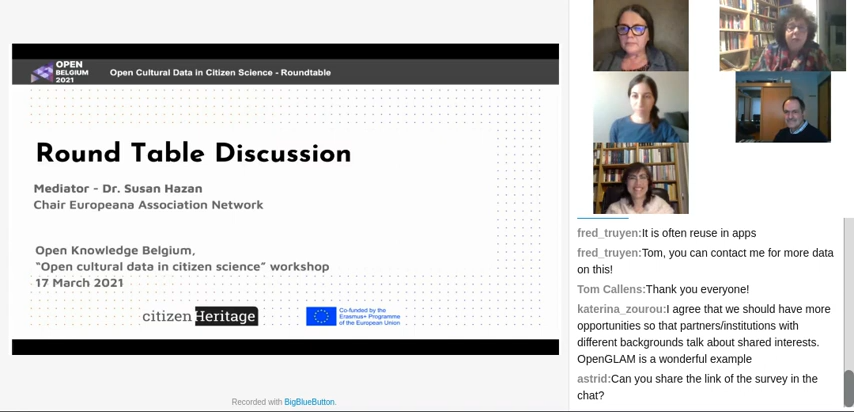 OPEN
BELGIUM
2021
Open Cultural Data in Citizen Science - Roundtable
Round Table Discussion
Mediator - Dr. Susan Hazan
Chair Europeana Association Network
Open Knowledge Belgium,
“Open cultural data in citizen science” workshop
17 March 2021
citizen Heritage
Co-funded by the
Erasmus+ Programme
of the European Union
Recorded with BigBlueButton.
fred_truyen:It is often reuse in apps
fred_truyen:Tom, you can contact me for more data
on this!
Tom Callens:Thank you everyone!
katerina_zourou:I agree that we should have more
opportunities so that partners/institutions with
different backgrounds talk about shared interests.
OpenGLAM is a wonderful example
astrid:Can you share the link of the survey in the
chat?